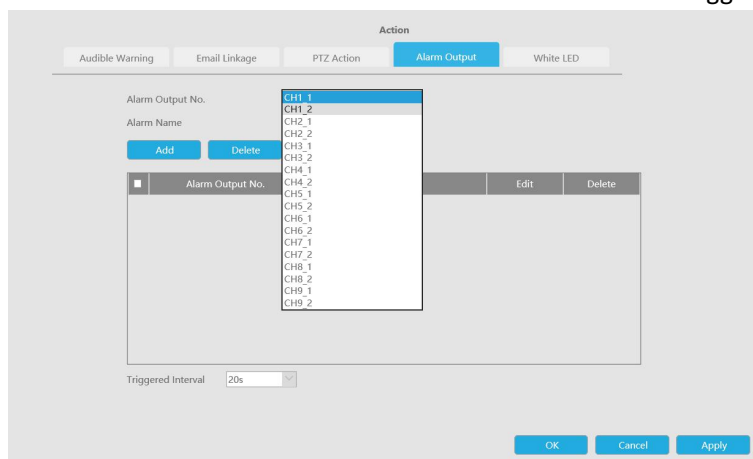 Action
Audible Warning Email Linkage PTZ Action Alarm Output White LED
Alarm Output No.
CH1_1
CH1_2
CH2_1
CH2_2
CH3_1
CH3_2
CH4_1
CH4_2
CH5_1
CH5_2
CH6_1
CH6_2
CH7_1
CH7_2
CH8_1
CH8_2
CH9_1
CH9_2
Alarm Name
Add Delete
Alarm Output No. Edit Delete
Triggered Interval 20s
OK Cancel Apply